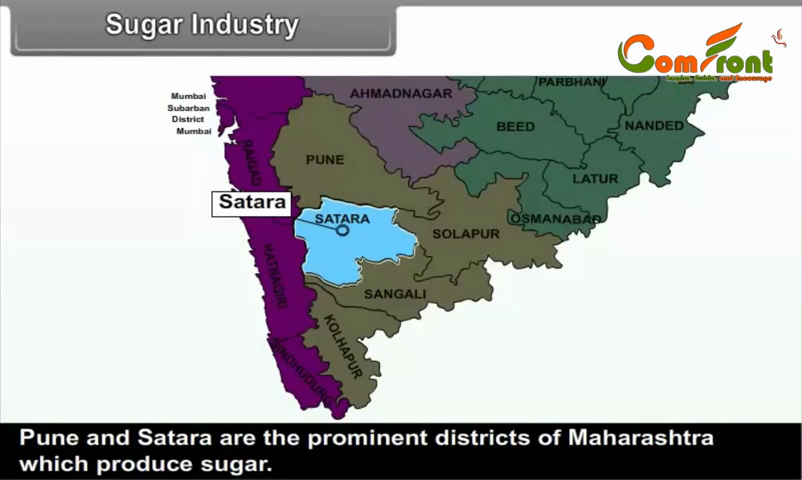 Sugar Industry
ComFront
PARBHANI
AHMADNAGAR
Mumbai
Subarban
District
Mumbai
BEED
NANDED
RAIGAD
PUNE
LATUR
Satara
SATARA
OSMANABAD
SOLAPUR
RATNAGIRI
SANGALI
KOLHAPUR
SINDHUDURG
Pune and Satara are the prominent districts of Maharashtra
which produce sugar.